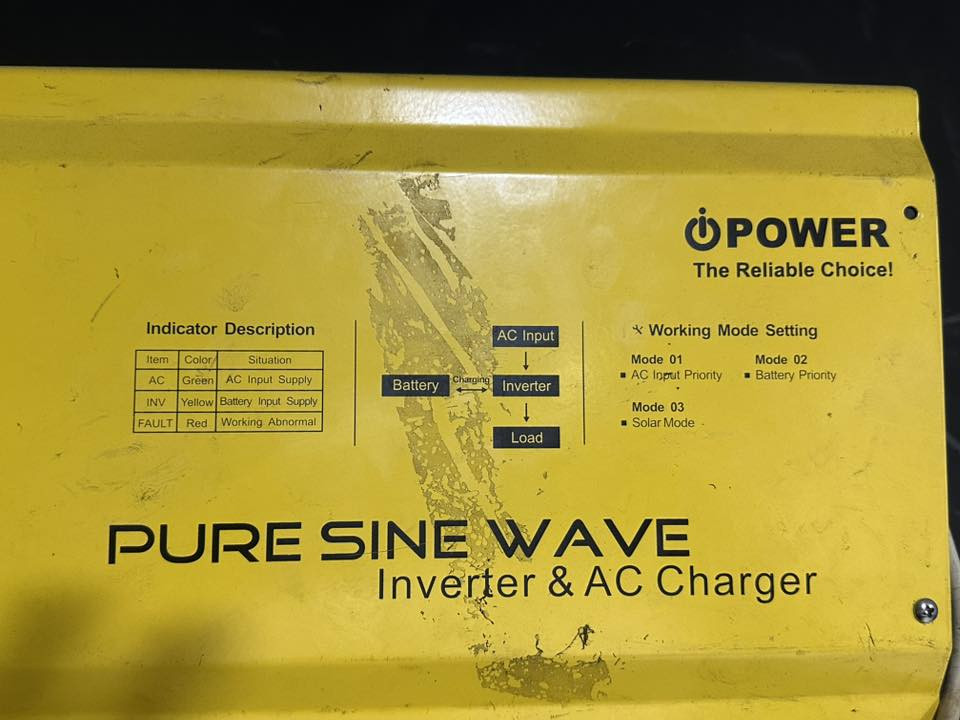 iPOWER
The Reliable Choice!
Indicator Description
Item Color Situation
AC Green AC Input Supply
INV Yellow Battery Input Supply
FAULT Red Working Abnormal
AC Input
Battery Charging Inverter
Load
Working Mode Setting
Mode 01 Mode 02
AC Input Priority Battery Priority
Mode 03
Solar Mode
PURE SINE WAVE
Inverter & AC Charger